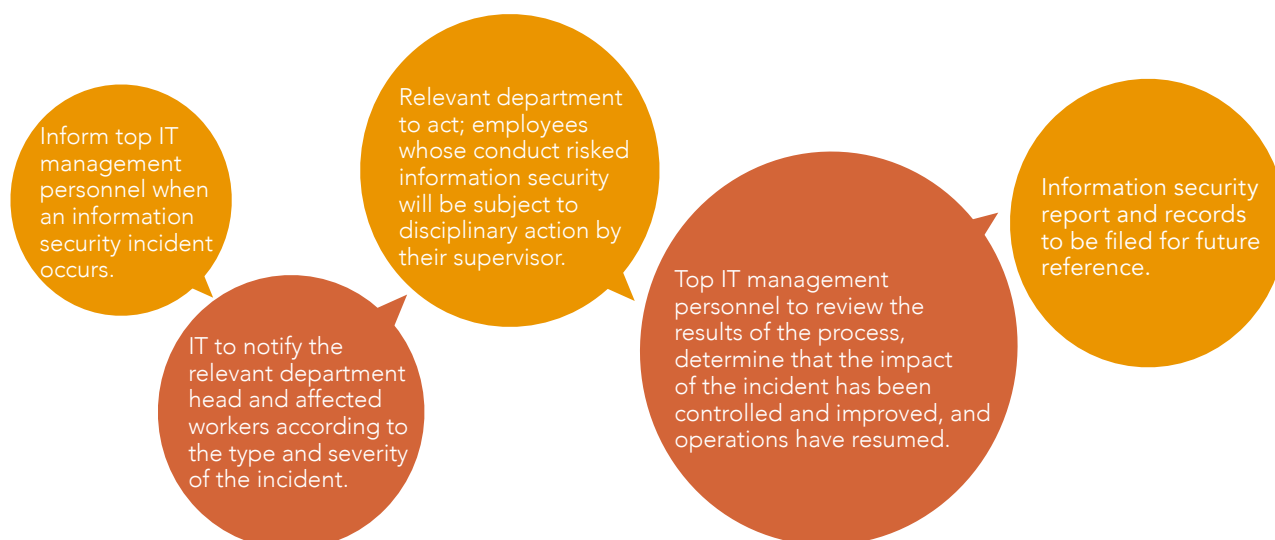 Inform top IT
management
personnel when
an information
security incident
occurs.
IT to notify the
relevant department
head and affected
workers according to
the type and severity
of the incident.
Relevant department
to act; employees
whose conduct risked
information security
will be subject to
disciplinary action by
their supervisor.
Top IT management
personnel to review the
results of the process,
determine that the impact
of the incident has been
controlled and improved, and
operations have resumed.
Information security
report and records
to be filed for future
reference.